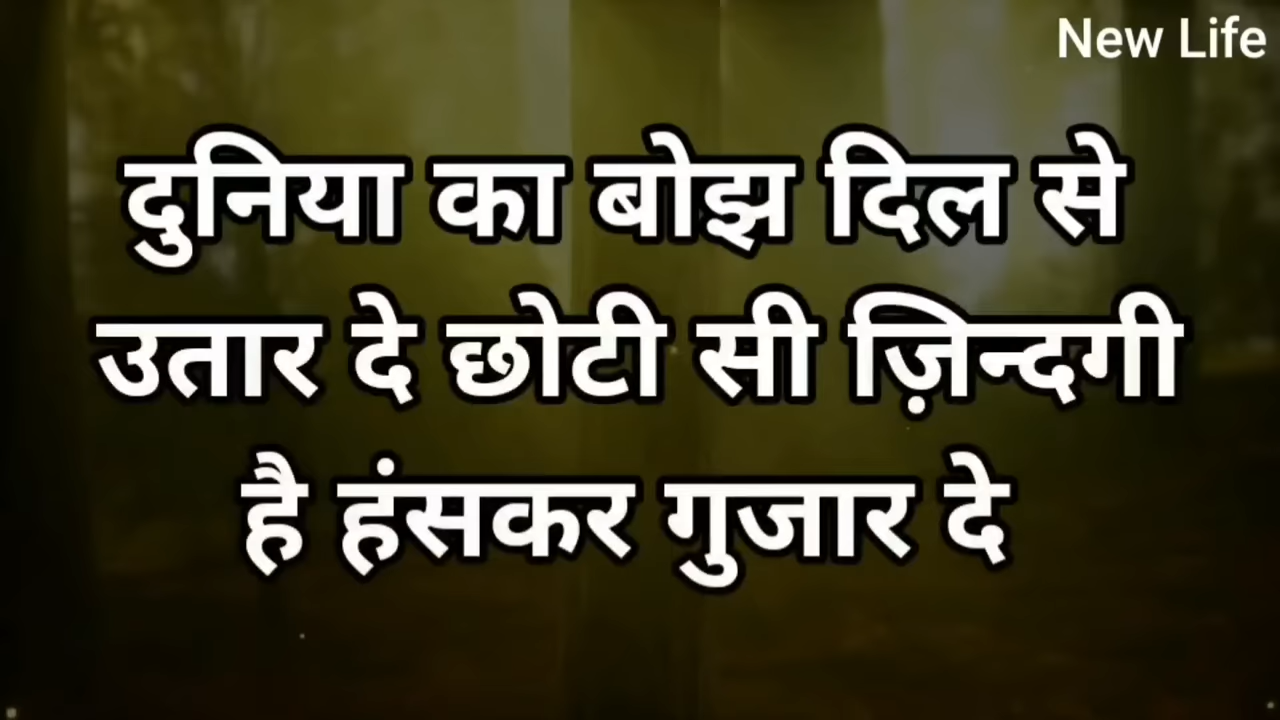 New Life
दुनिया का बोझ दिल से
उतार दे छोटी सी ज़िन्दगी
है हंसकर गुजार दे